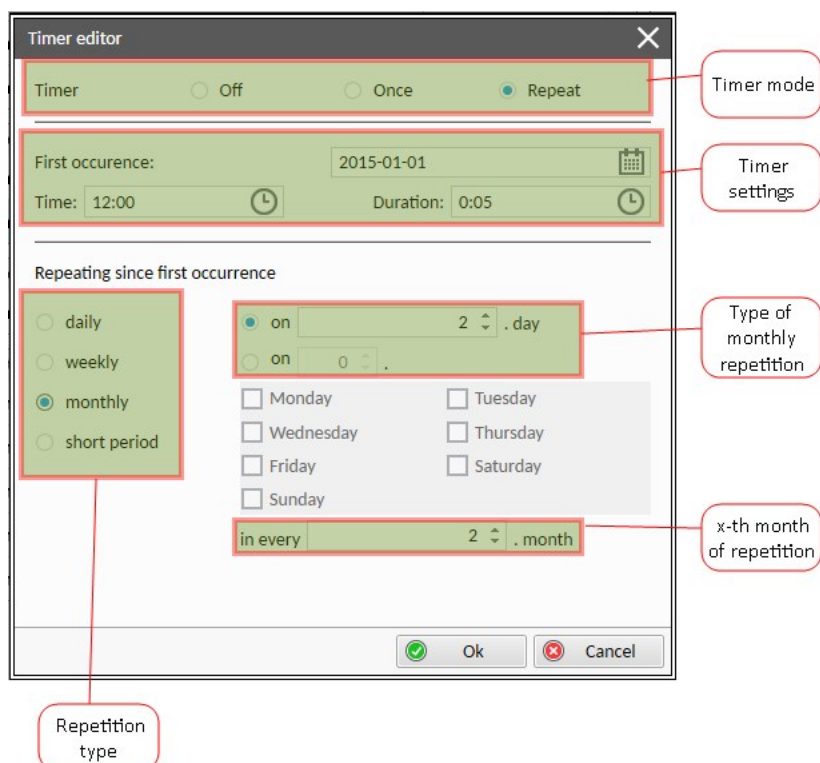 Timer editor
Timer Off Once Repeat
Timer mode
First occurence: 2015-01-01
Time: 12:00 Duration: 0:05
Timer
settings
Repeating since first occurrence
daily
weekly
monthly
short period
on 2 . day
on 0 .
Type of
monthly
repetition
Monday Tuesday
Wednesday Thursday
Friday Saturday
Sunday
in every 2 . month
x-th month
of repetition
Ok Cancel
Repetition
type